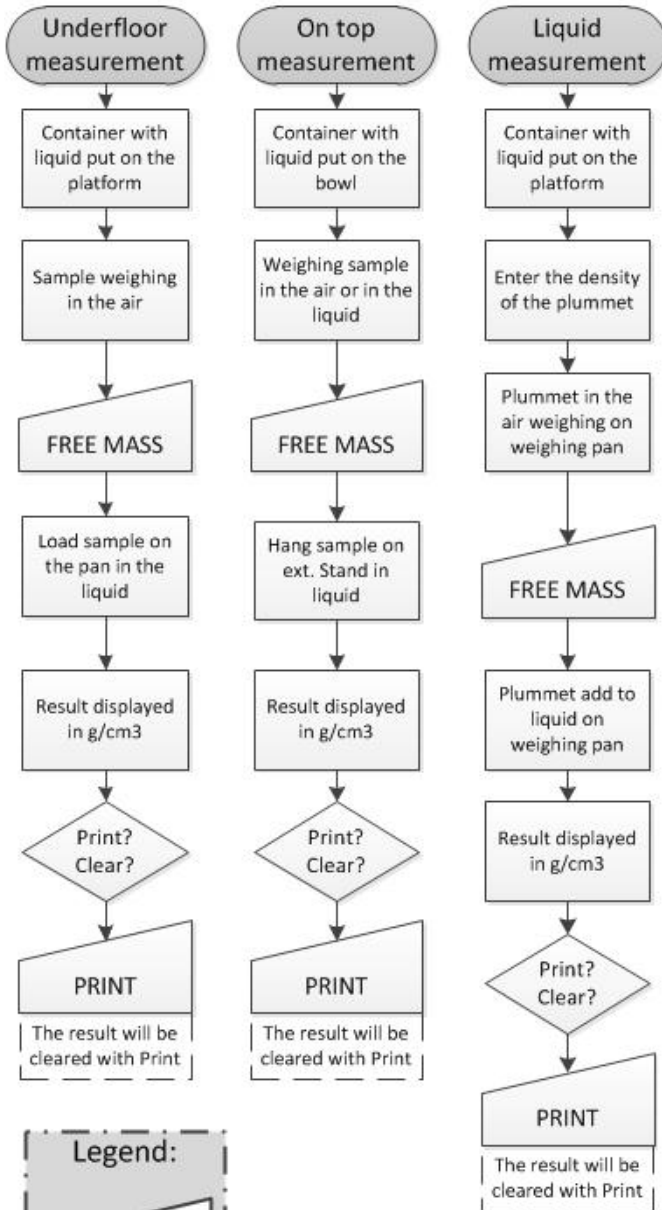 Underfloor
measurement
Container with
liquid put on the
platform
Sample weighing
in the air
FREE MASS
Load sample on
the pan in the
liquid
Result displayed
in g/cm3
Print?
Clear?
PRINT
The result will be
cleared with Print
On top
measurement
Container with
liquid put on the
bowl
Weighing sample
in the air or in the
liquid
FREE MASS
Hang sample on
ext. Stand in
liquid
Result displayed
in g/cm3
Print?
Clear?
PRINT
The result will be
cleared with Print
Liquid
measurement
Container with
liquid put on the
platform
Enter the density
of the plummet
Plummet in the
air weighing on
weighing pan
FREE MASS
Plummet add to
liquid on
weighing pan
Result displayed
in g/cm3
Print?
Clear?
PRINT
The result will be
cleared with Print
Legend: